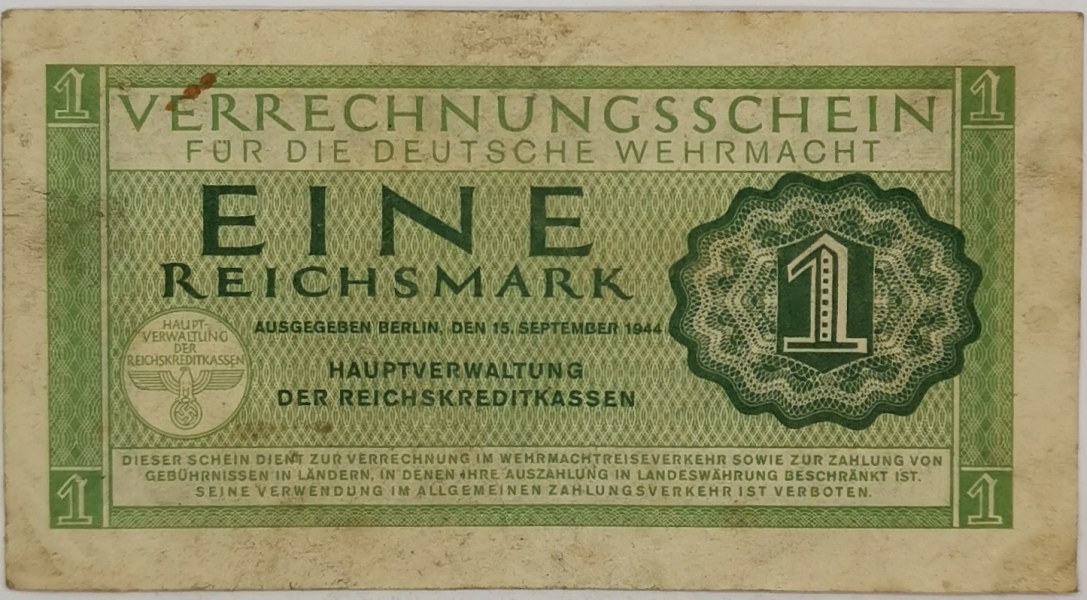 1 1
VERRECHNUNGSSCHEIN
FÜR DIE DEUTSCHE WEHRMACHT
EINE
REICHSMARK
1
AUSGEGEBEN BERLIN, DEN 15. SEPTEMBER 1944
HAUPTVERWALTUNG
DER REICHSKREDITKASSEN
HAUPT-
VERWALTUNG
DER
REICHSKREDITKASSEN
DIESER SCHEIN DIENT ZUR VERRECHNUNG IM WEHRMACHTREISEVERKEHR SOWIE ZUR ZAHLUNG VON
GEBÜHRNISSEN IN LÄNDERN, IN DENEN IHRE AUSZAHLUNG IN LANDESWÄHRUNG BESCHRÄNKT IST.
SEINE VERWENDUNG IM ALLGEMEINEN ZAHLUNGSVERKEHR IST VERBOTEN.
1 1